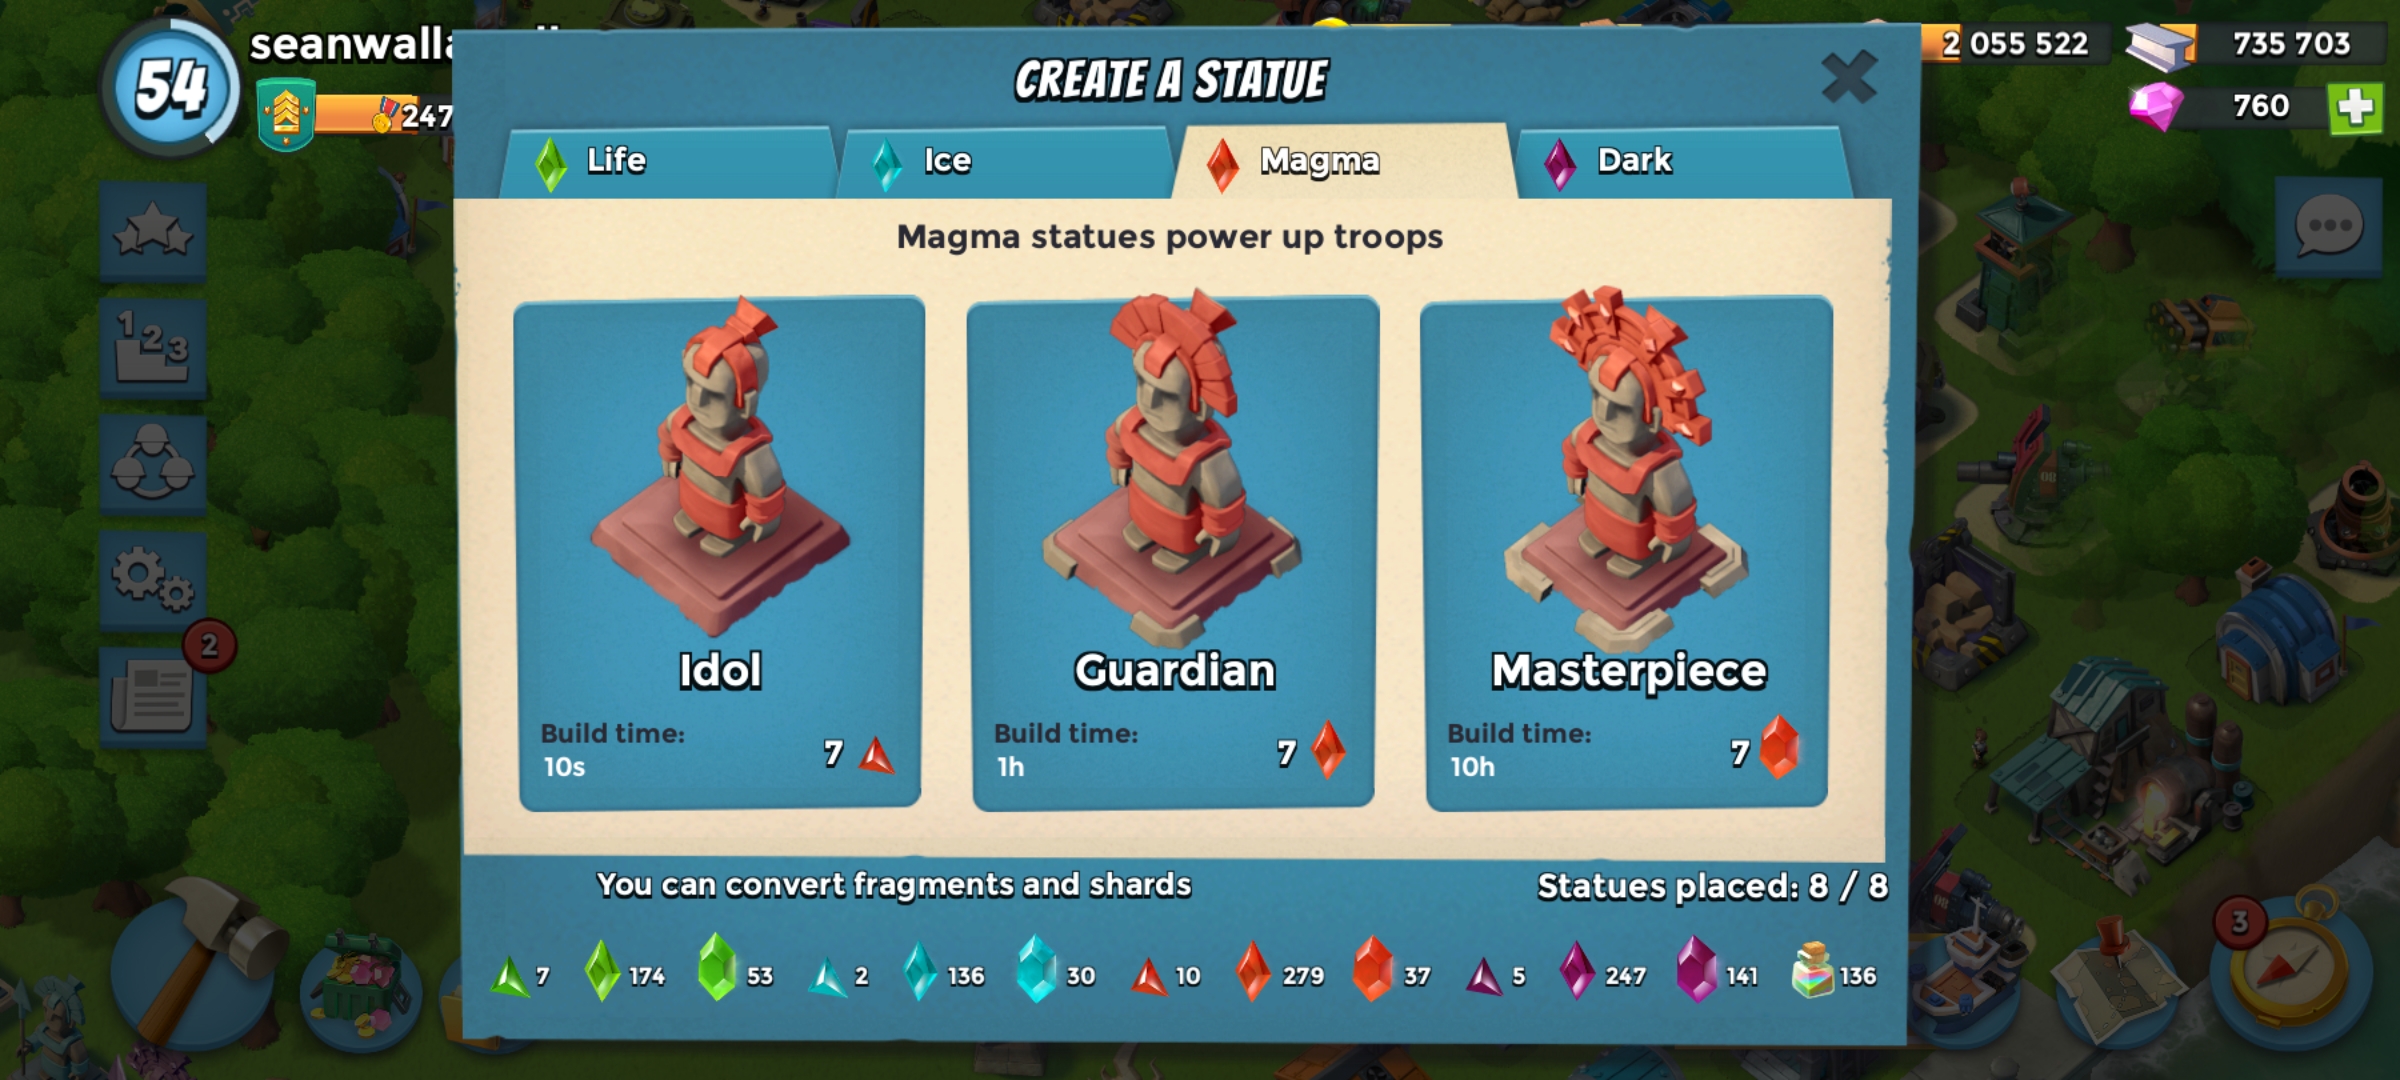 54
247
2 055 522
735 703
760
CREATE A STATUE
Life
Ice
Magma
Dark
Magma statues power up troops
Idol
Build time:
10s
7
Guardian
Build time:
1h
7
Masterpiece
Build time:
10h
7
1 2 3
2
You can convert fragments and shards
Statues placed: 8 / 8
7 174 53 2 136 30 10 279 37 5 247 141 136
3